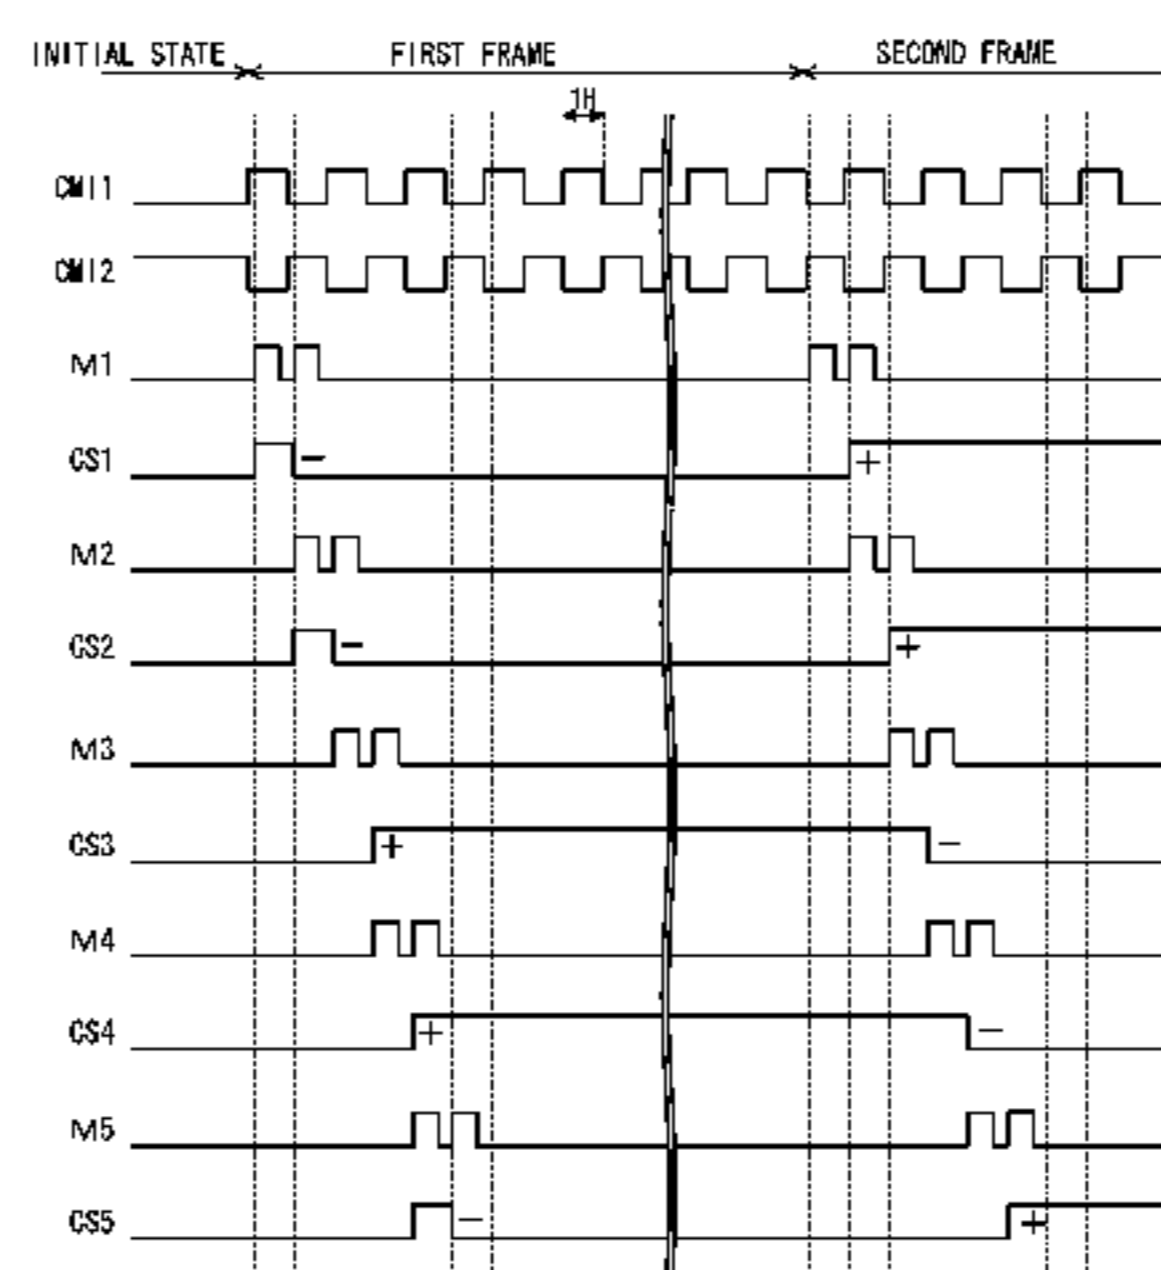 INITIAL STATE FIRST FRAME SECOND FRAME
1H
CMI1
CMI2
M1
CS1 − +
M2
CS2 − +
M3
CS3 + −
M4
CS4 + −
M5
CS5 − +